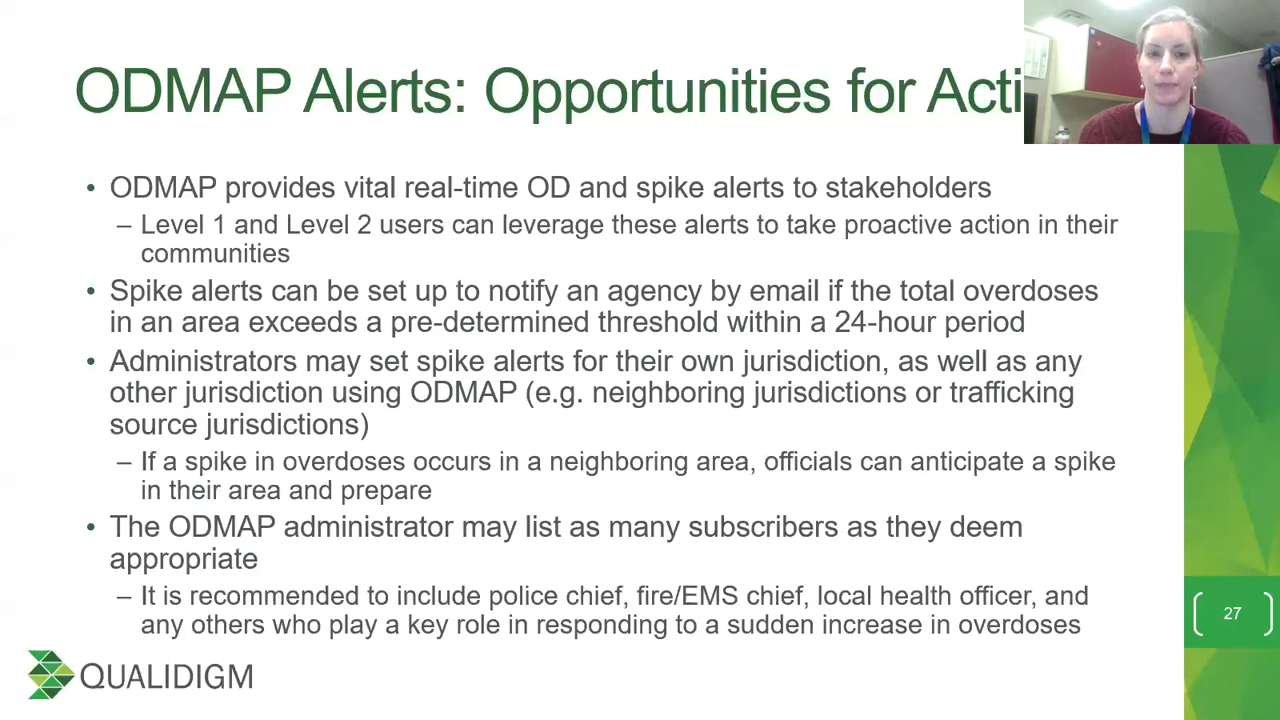 ODMAP Alerts: Opportunities for Acti
• ODMAP provides vital real-time OD and spike alerts to stakeholders
– Level 1 and Level 2 users can leverage these alerts to take proactive action in their
communities
• Spike alerts can be set up to notify an agency by email if the total overdoses
in an area exceeds a pre-determined threshold within a 24-hour period
• Administrators may set spike alerts for their own jurisdiction, as well as any
other jurisdiction using ODMAP (e.g. neighboring jurisdictions or trafficking
source jurisdictions)
– If a spike in overdoses occurs in a neighboring area, officials can anticipate a spike
in their area and prepare
• The ODMAP administrator may list as many subscribers as they deem
appropriate
– It is recommended to include police chief, fire/EMS chief, local health officer, and
any others who play a key role in responding to a sudden increase in overdoses
27
QUALIDIGM